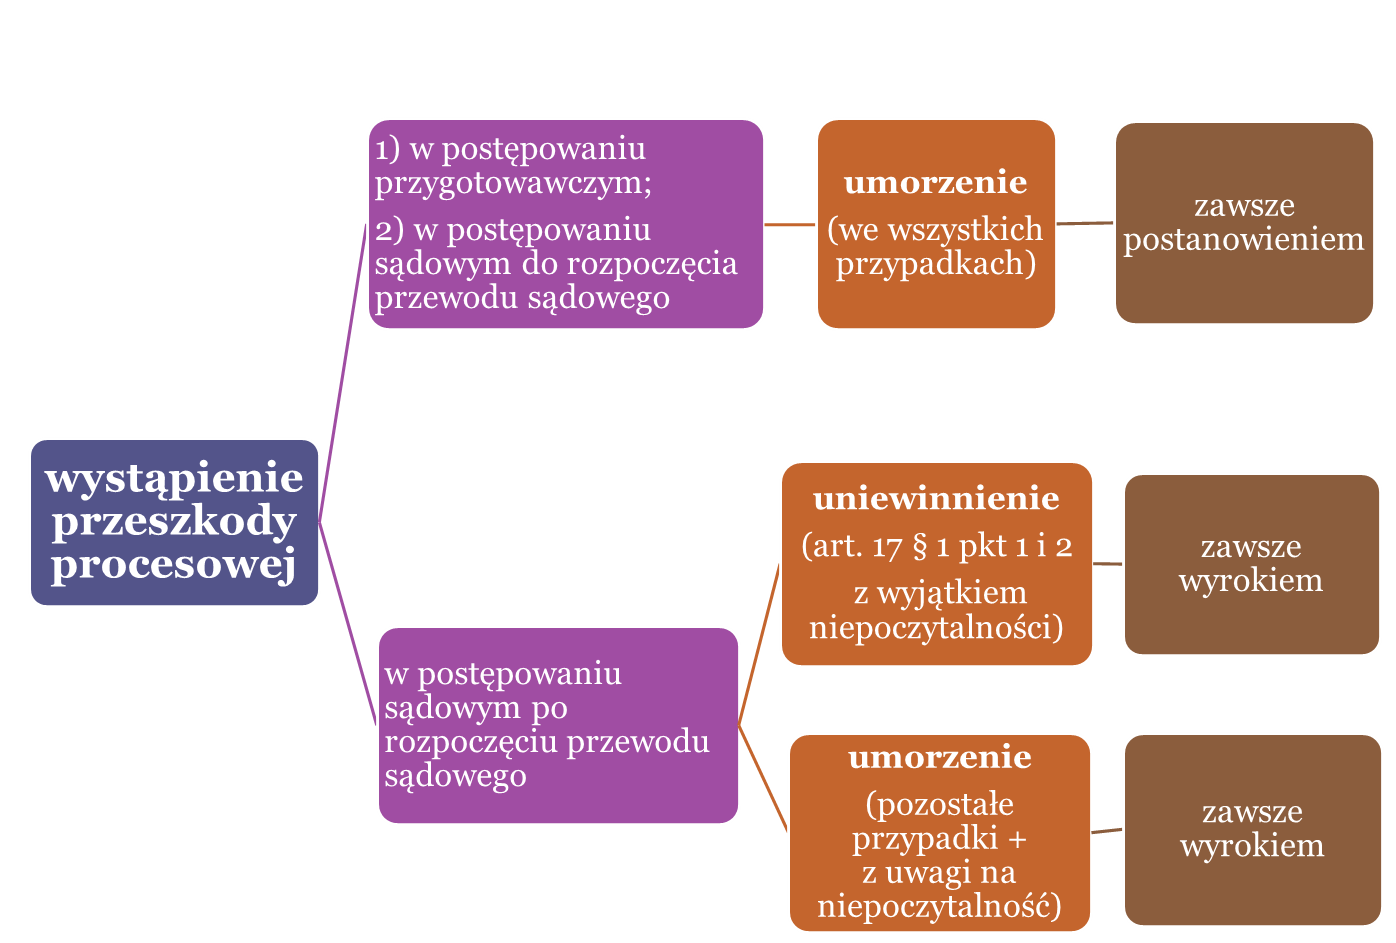 wystąpienie
przeszkody
procesowej
1) w postępowaniu
przygotowawczym;
2) w postępowaniu
sądowym do rozpoczęcia
przewodu sądowego
umorzenie
(we wszystkich
przypadkach)
zawsze
postanowieniem
w postępowaniu
sądowym po
rozpoczęciu przewodu
sądowego
uniewinnienie
(art. 17 § 1 pkt 1 i 2
z wyjątkiem
niepoczytalności)
zawsze
wyrokiem
umorzenie
(pozostałe
przypadki +
z uwagi na
niepoczytalność)
zawsze
wyrokiem